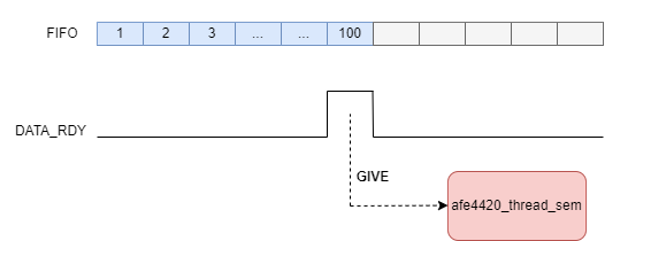 FIFO 1 2 3 ... ... 100
DATA_RDY
GIVE
afe4420_thread_sem